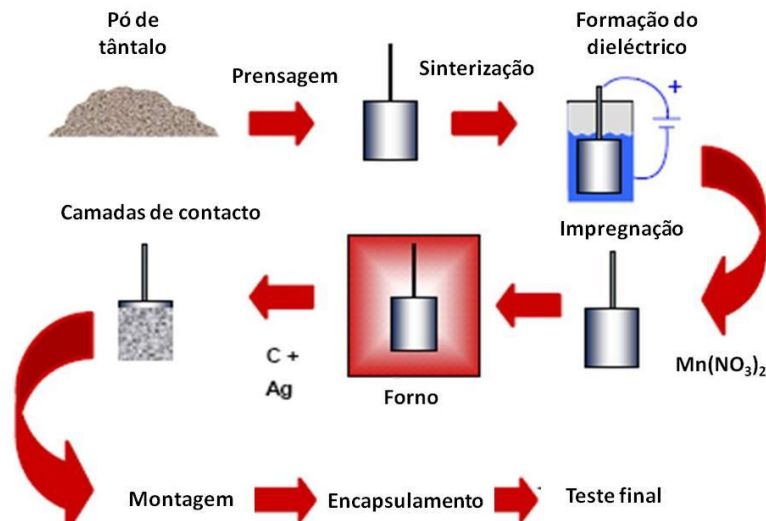 Pó de
tântalo
Prensagem
Sinterização
Formação do
dieléctrico
+
Camadas de contacto
Impregnação
C +
Ag
Forno
Mn(NO₃)₂
Montagem
Encapsulamento
Teste final